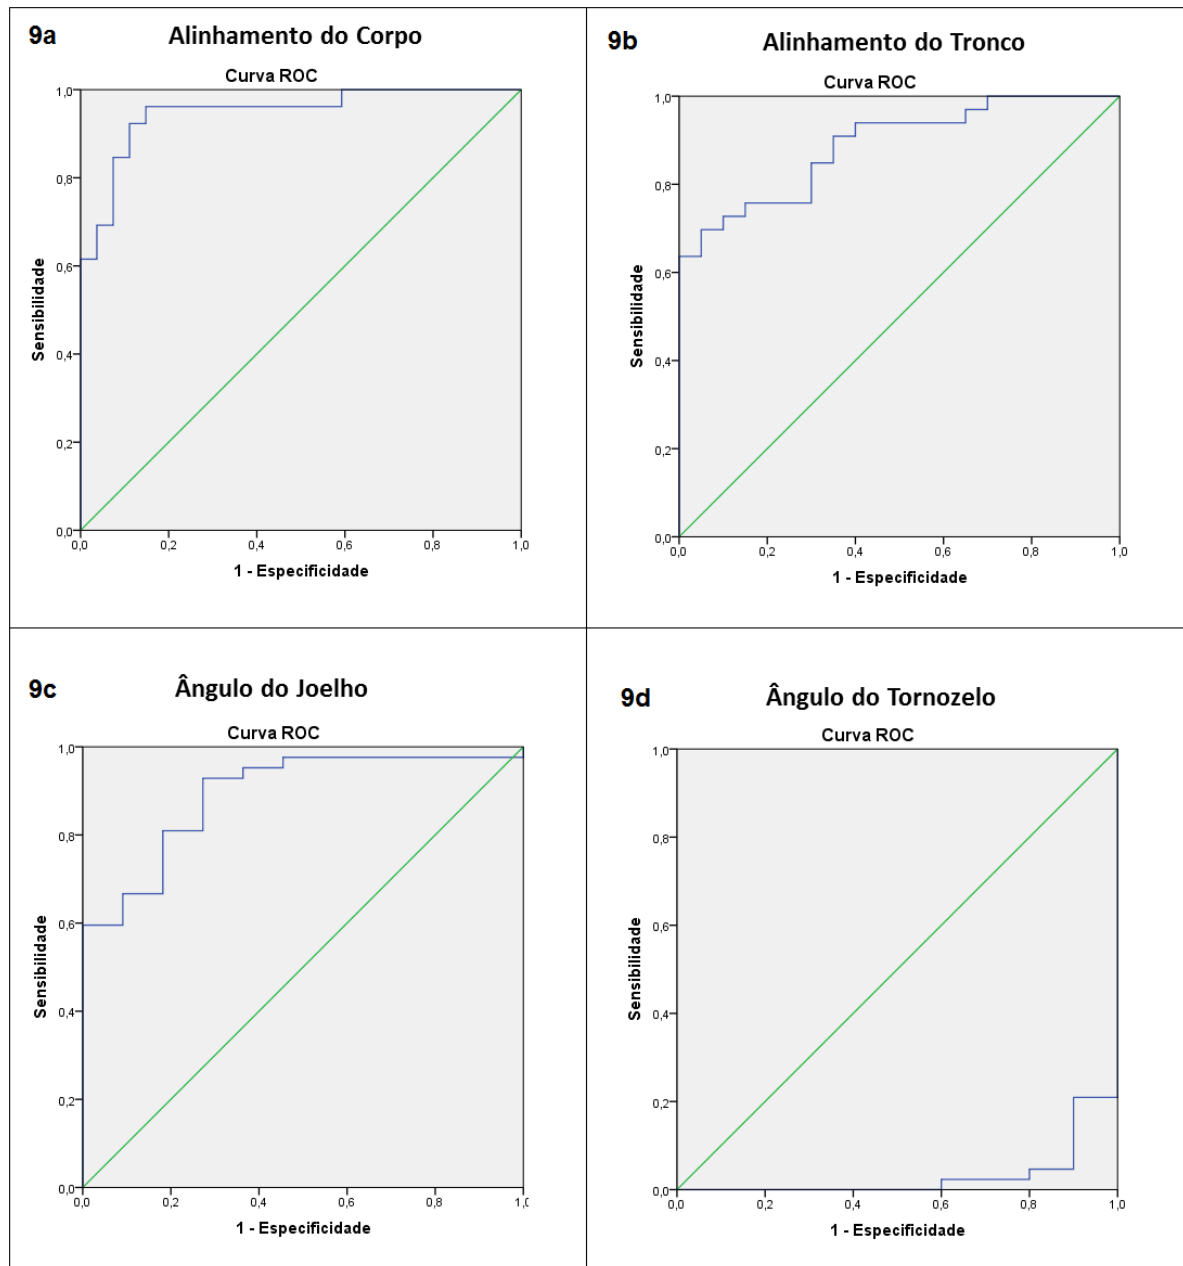 9a
Alinhamento do Corpo
Curva ROC
1,0
0,8
0,6
0,4
0,2
0,0
Sensibilidade
0,0 0,2 0,4 0,6 0,8 1,0
1 - Especificidade
9b
Alinhamento do Tronco
Curva ROC
1,0
0,8
0,6
0,4
0,2
0,0
Sensibilidade
0,0 0,2 0,4 0,6 0,8 1,0
1 - Especificidade
9c
Ângulo do Joelho
Curva ROC
1,0
0,8
0,6
0,4
0,2
0,0
Sensibilidade
0,0 0,2 0,4 0,6 0,8 1,0
1 - Especificidade
9d
Ângulo do Tornozelo
Curva ROC
1,0
0,8
0,6
0,4
0,2
0,0
Sensibilidade
0,0 0,2 0,4 0,6 0,8 1,0
1 - Especificidade